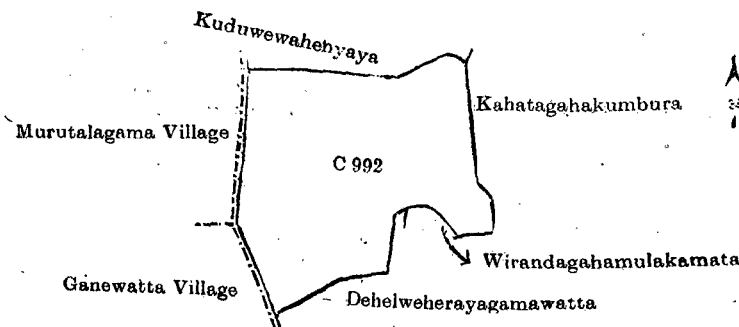 Kuduwewahenyaya
Kahatagahakumbura
Murutalagama Village
C 992
Wirandagahamulakamata
Ganewatta Village
Dehelweherayagamawatta